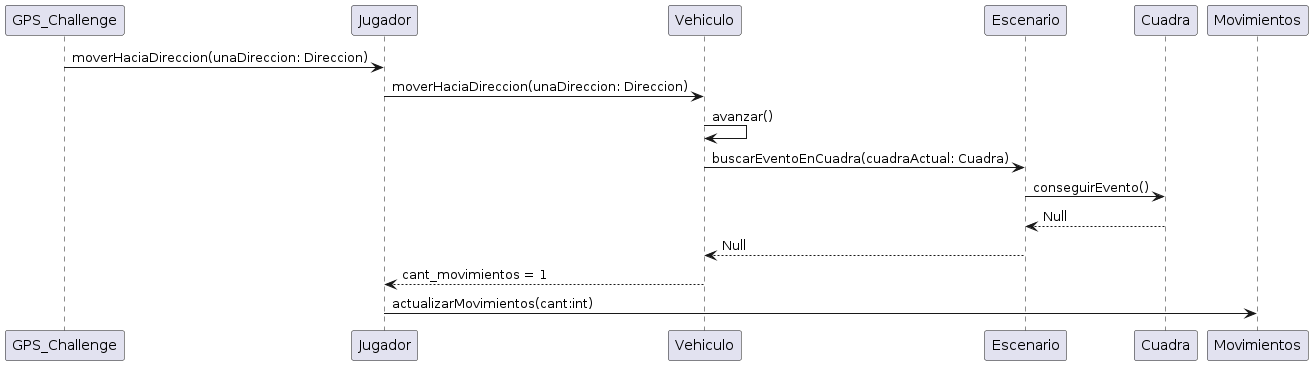 GPS_Challenge
Jugador
Vehiculo
Escenario
Cuadra
Movimientos
moverHaciaDireccion(unaDireccion: Direccion)
moverHaciaDireccion(unaDireccion: Direccion)
avanzar()
buscarEventoEnCuadra(cuadraActual: Cuadra)
conseguirEvento()
Null
Null
cant_movimientos = 1
actualizarMovimientos(cant:int)
GPS_Challenge
Jugador
Vehiculo
Escenario
Cuadra
Movimientos